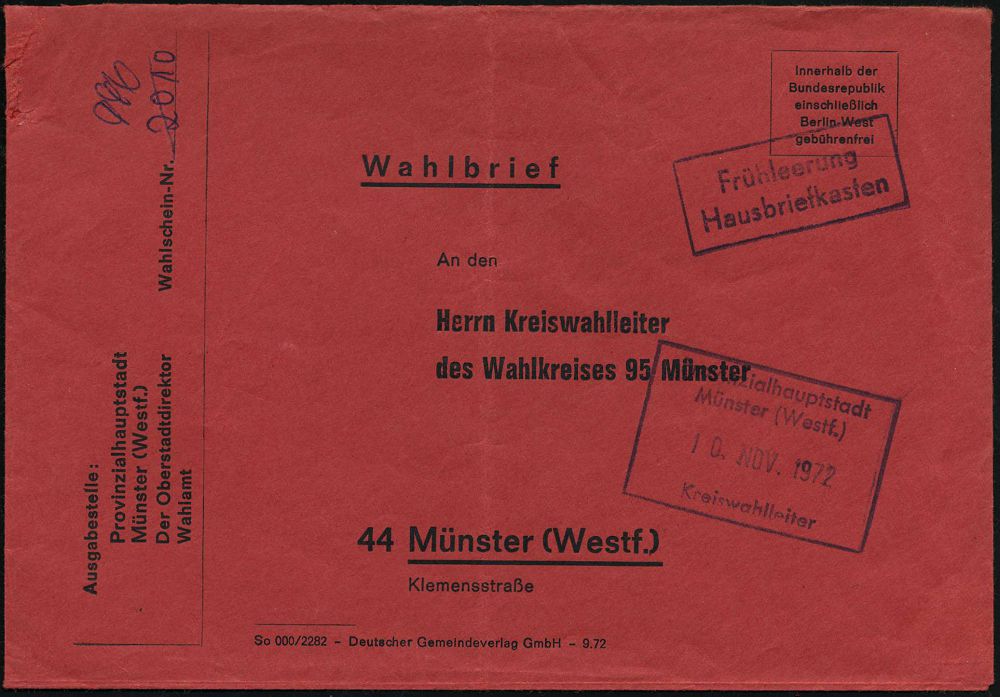 Innerhalb der
Bundesrepublik
einschließlich
Berlin-West
gebührenfrei
Frühleerung
Hausbriefkasten
Wahlbrief
An den
Herrn Kreiswahlleiter
des Wahlkreises 95 Münster
Münster (Westf.)
10. NOV. 1972
Kreiswahlleiter
44 Münster (Westf.)
Klemensstraße
So 000/2282 – Deutscher Gemeindeverlag GmbH – 9.72
Ausgabestelle:
Provinzialhauptstadt
Münster (Westf.)
Der Oberstadtdirektor
Wahlamt
Wahlschein-Nr. 2010